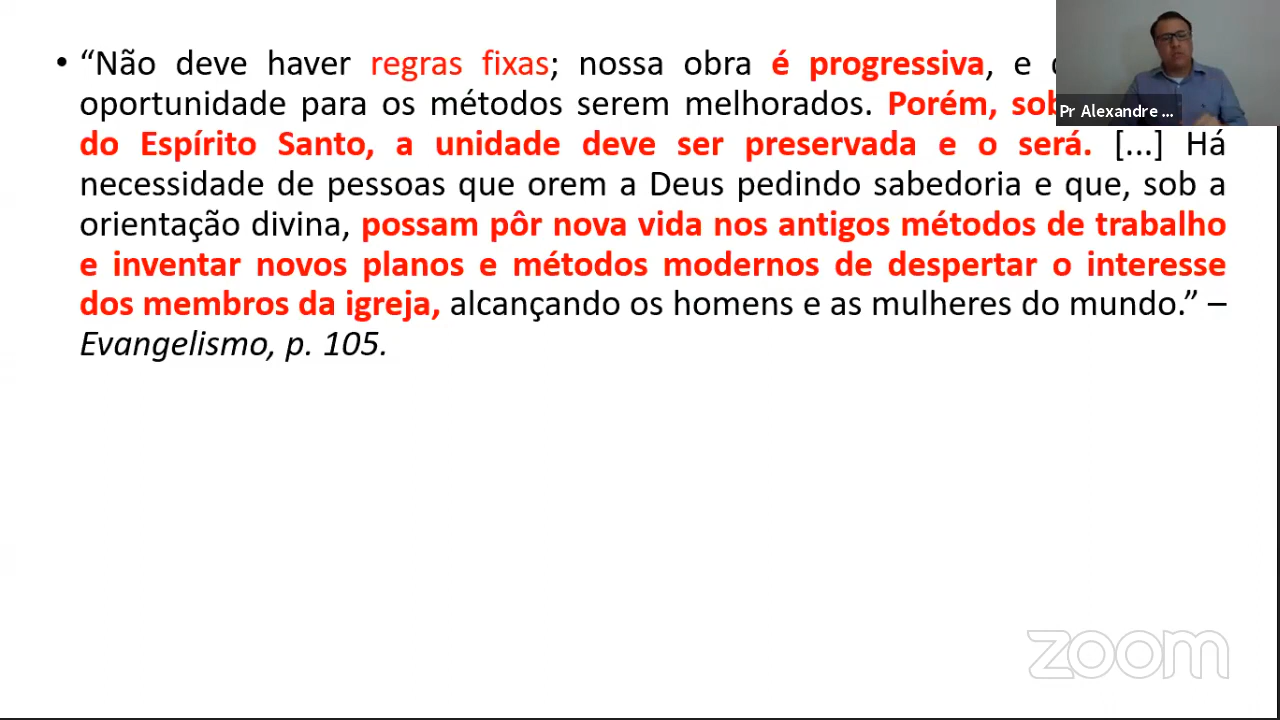 • “Não deve haver regras fixas; nossa obra é progressiva, e
oportunidade para os métodos serem melhorados. Porém,
do Espírito Santo, a unidade deve ser preservada e o será. [...] Há
necessidade de pessoas que orem a Deus pedindo sabedoria e que, sob a
orientação divina, possam pôr nova vida nos antigos métodos de trabalho
e inventar novos planos e métodos modernos de despertar o interesse
dos membros da igreja, alcançando os homens e as mulheres do mundo.” –
Evangelismo, p. 105.
Pr Alexandre ...
zoom